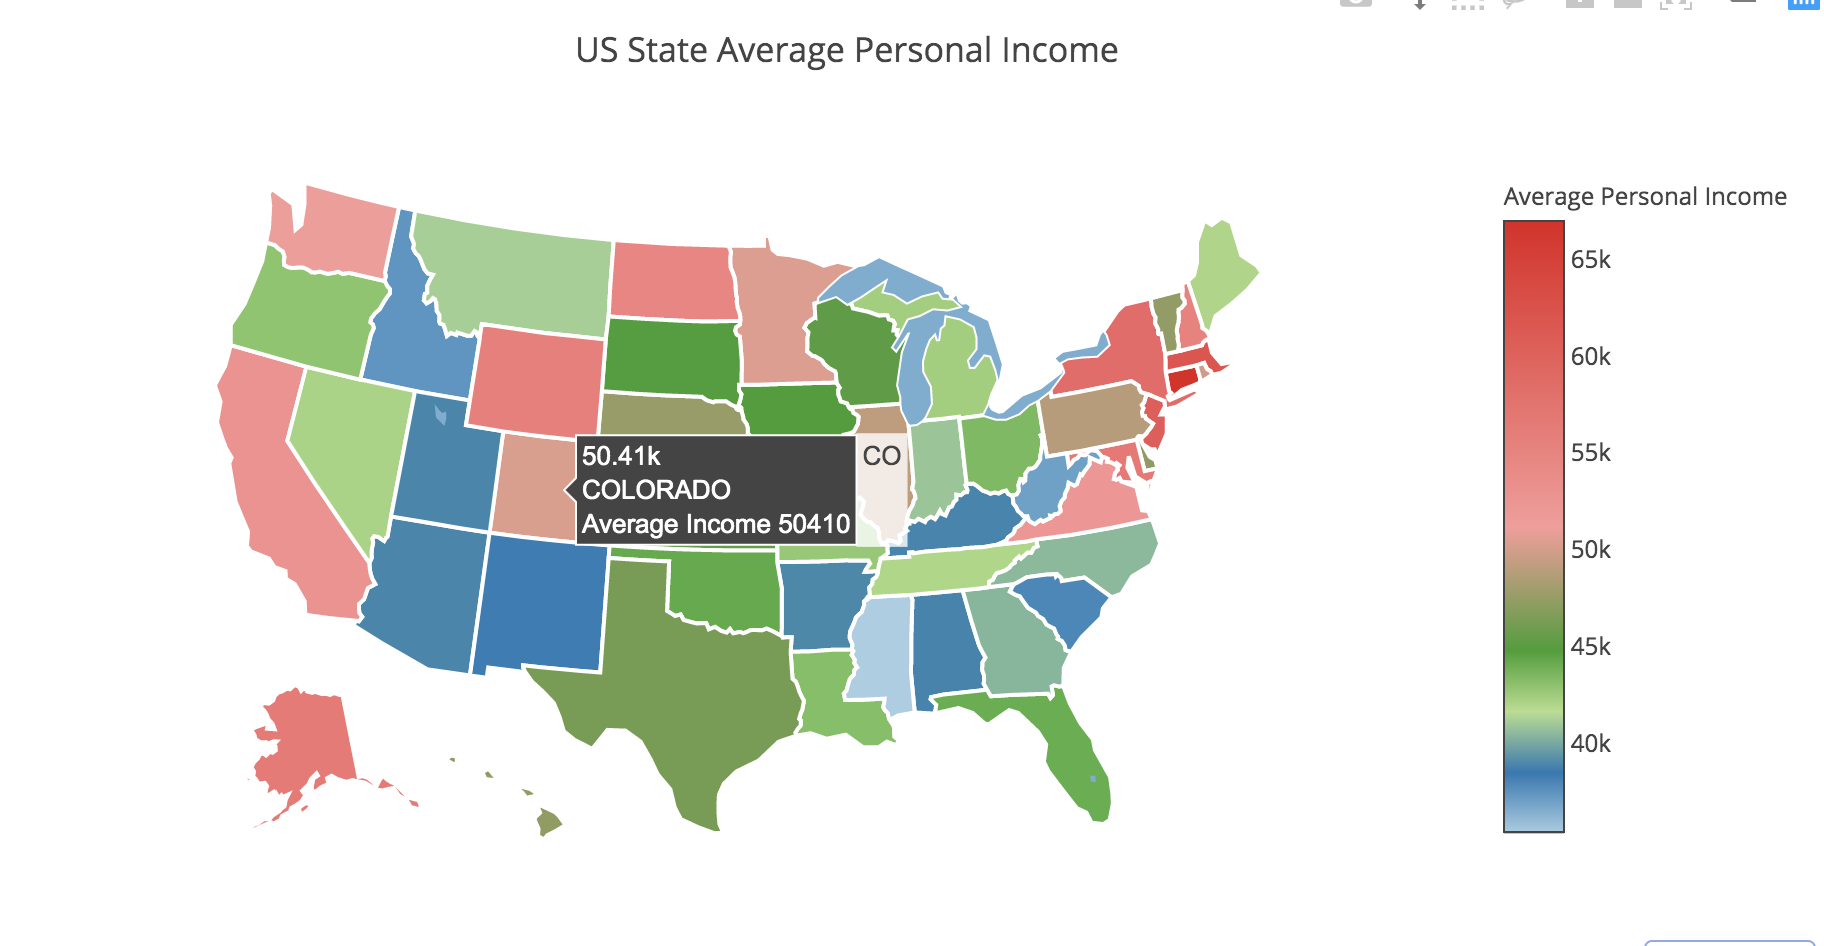 US State Average Personal Income
Average Personal Income
65k
60k
55k
50k
45k
40k
50.41k
COLORADO
Average Income 50410
CO